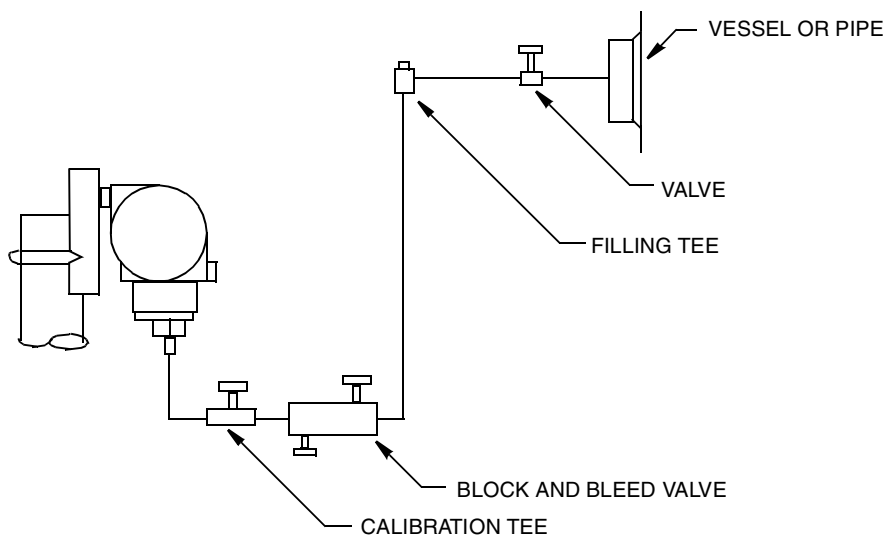 VESSEL OR PIPE
VALVE
FILLING TEE
BLOCK AND BLEED VALVE
CALIBRATION TEE